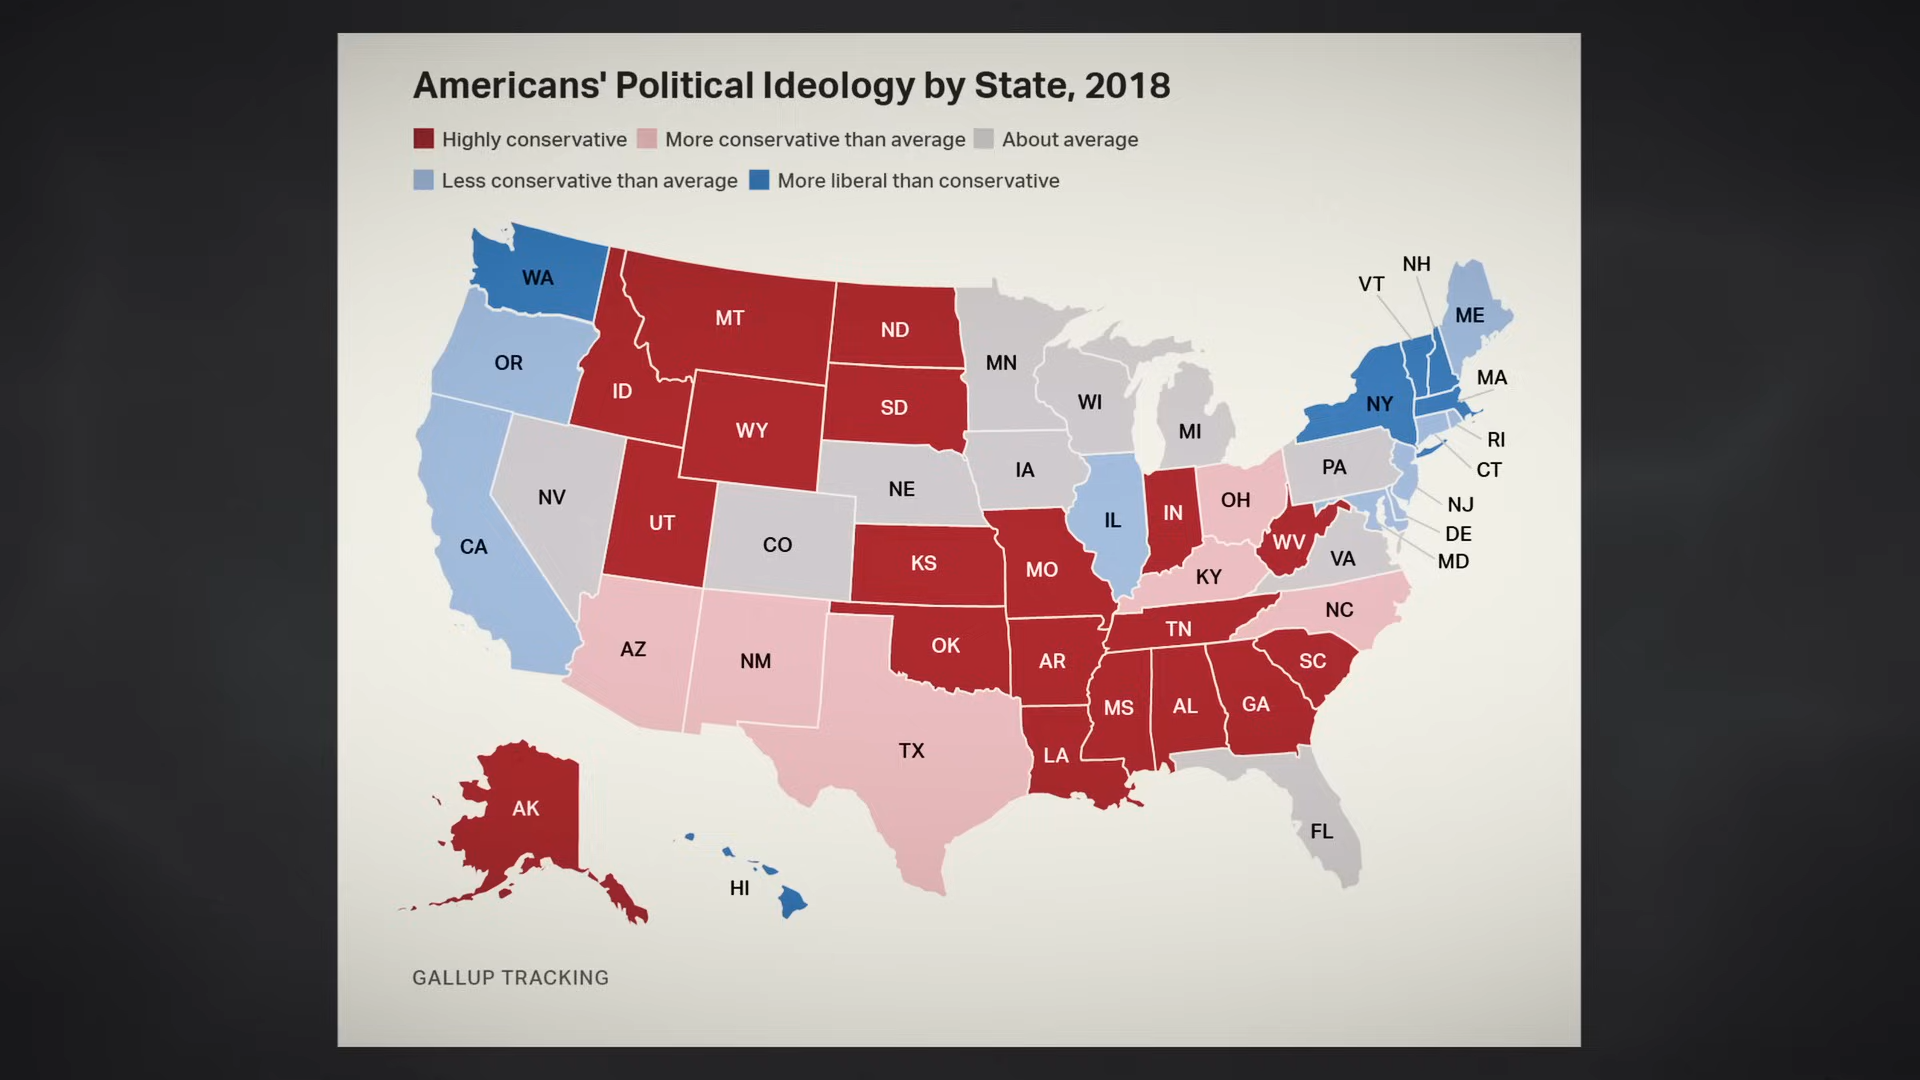 Americans' Political Ideology by State, 2018
Highly conservative More conservative than average About average
Less conservative than average More liberal than conservative
NH
VT
WA
ME
MT
ND
OR
MN
MA
ID
WI
NY
SD
WY
MI
RI
PA
CT
IA
NE
NV
OH
NJ
IL
IN
UT
DE
WV
CO
CA
VA
MD
KS
MO
KY
NC
TN
OK
AZ
NM
AR
SC
MS
AL
GA
TX
LA
AK
FL
HI
GALLUP TRACKING